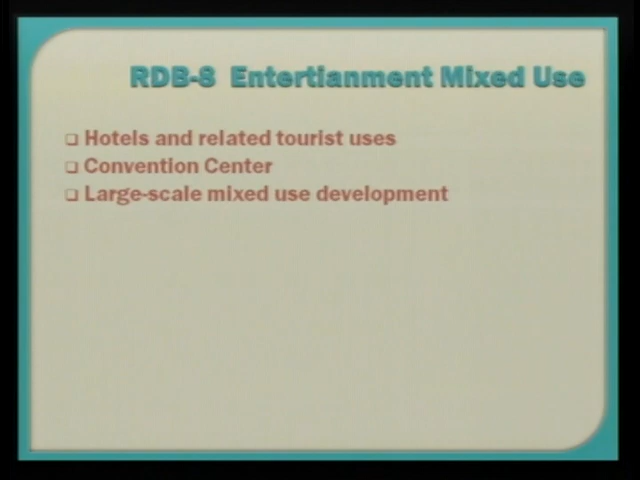 RDB-8 Entertianment Mixed Use
❑ Hotels and related tourist uses
❑ Convention Center
❑ Large-scale mixed use development